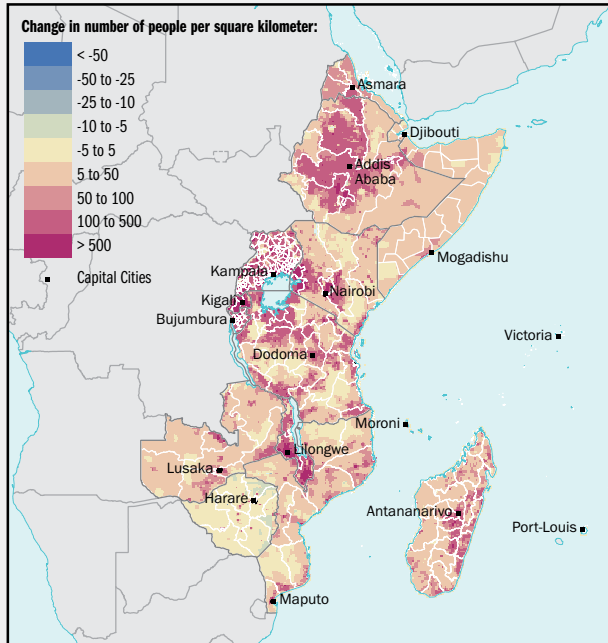 Change in number of people per square kilometer:
< -50
-50 to -25
-25 to -10
-10 to -5
-5 to 5
5 to 50
50 to 100
100 to 500
> 500
Capital Cities
Asmara
Djibouti
Addis
Ababa
Mogadishu
Kampala
Kigali
Nairobi
Bujumbura
Victoria
Dodoma
Moroni
Lilongwe
Lusaka
Harare
Antananarivo
Port-Louis
Maputo